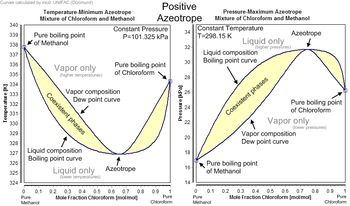 Curves calculated by mod. UNIFAC (Dortmund)
Positive
Azeotrope
Temperature-Minimum Azeotrope
Mixture of Chloroform and Methanol
340
338
336
334
332
330
328
326
324
Temperature [K]
Pure boiling point
of Methanol
Constant Pressure
P=101.325 kPa
Vapor only
(higher temperatures)
Pure boiling point
of Chloroform
Vapor composition
Dew point curve
Coexistent phases
Liquid composition
Boiling point curve
Liquid only
(lower temperatures)
Azeotrope
0 0.1 0.2 0.3 0.4 0.5 0.6 0.7 0.8 0.9 1
Mole Fraction Chloroform [mol/mol]
Pure
Methanol
Pure
Chloroform
Pressure-Maximum Azeotrope
Mixture of Chloroform and Methanol
34
32
30
28
26
24
22
20
18
16
14
Pressure [kPa]
Constant Temperature
T=298.15 K
Liquid only
(higher pressures)
Azeotrope
Liquid composition
Boiling point curve
Coexistent phases
Pure boiling point
of Chloroform
Vapor composition
Dew point curve
Vapor only
(lower pressures)
Pure boiling point
of Methanol
0 0.1 0.2 0.3 0.4 0.5 0.6 0.7 0.8 0.9 1
Mole Fraction Chloroform [mol/mol]
Pure
Methanol
Pure
Chloroform